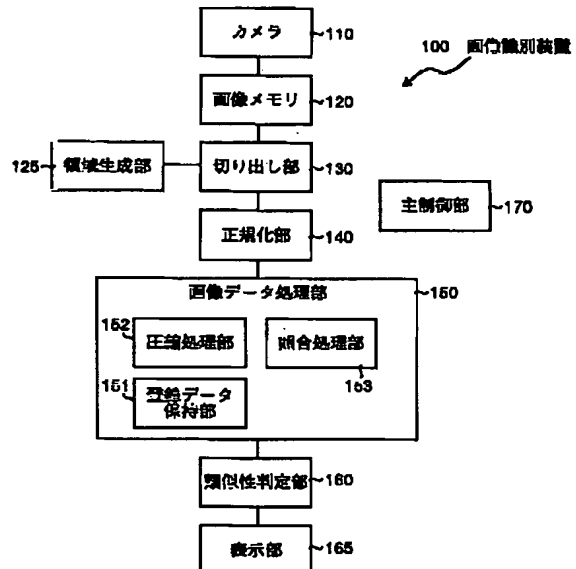 カメラ
110
100 画像識別装置
画像メモリ
120
125
領域生成部
切り出し部
130
主制御部
170
正規化部
140
画像データ処理部
150
152
圧縮処理部
照合処理部
153
151
登録データ
保持部
類似性判定部
160
表示部
165